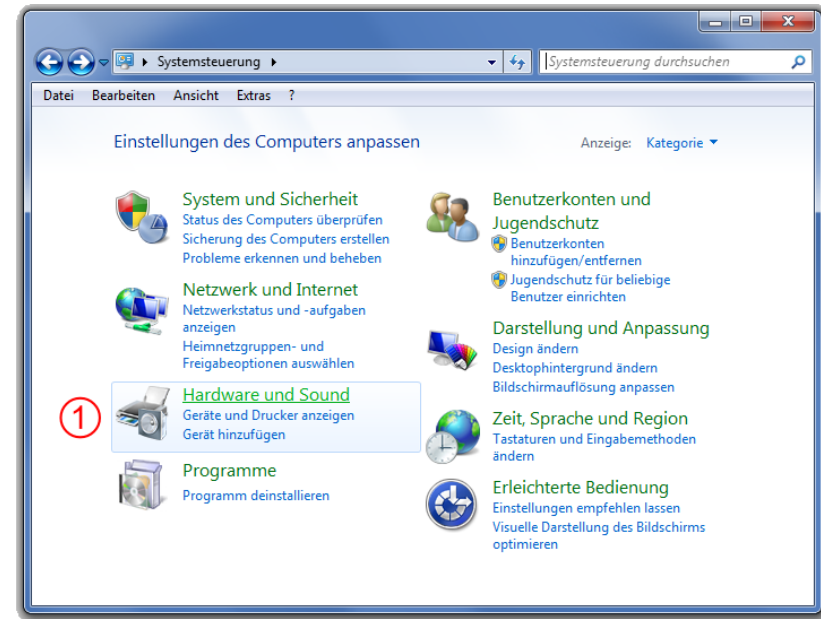 Systemsteuerung
Systemsteuerung durchsuchen
Datei Bearbeiten Ansicht Extras ?
Einstellungen des Computers anpassen
Anzeige: Kategorie
System und Sicherheit
Status des Computers überprüfen
Sicherung des Computers erstellen
Probleme erkennen und beheben
Netzwerk und Internet
Netzwerkstatus und -aufgaben
anzeigen
Heimnetzgruppen- und
Freigabeoptionen auswählen
1
Hardware und Sound
Geräte und Drucker anzeigen
Gerät hinzufügen
Programme
Programm deinstallieren
Benutzerkonten und
Jugendschutz
Benutzerkonten
hinzufügen/entfernen
Jugendschutz für beliebige
Benutzer einrichten
Darstellung und Anpassung
Design ändern
Desktophintergrund ändern
Bildschirmauflösung anpassen
Zeit, Sprache und Region
Tastaturen und Eingabemethoden
ändern
Erleichterte Bedienung
Einstellungen empfehlen lassen
Visuelle Darstellung des Bildschirms
optimieren